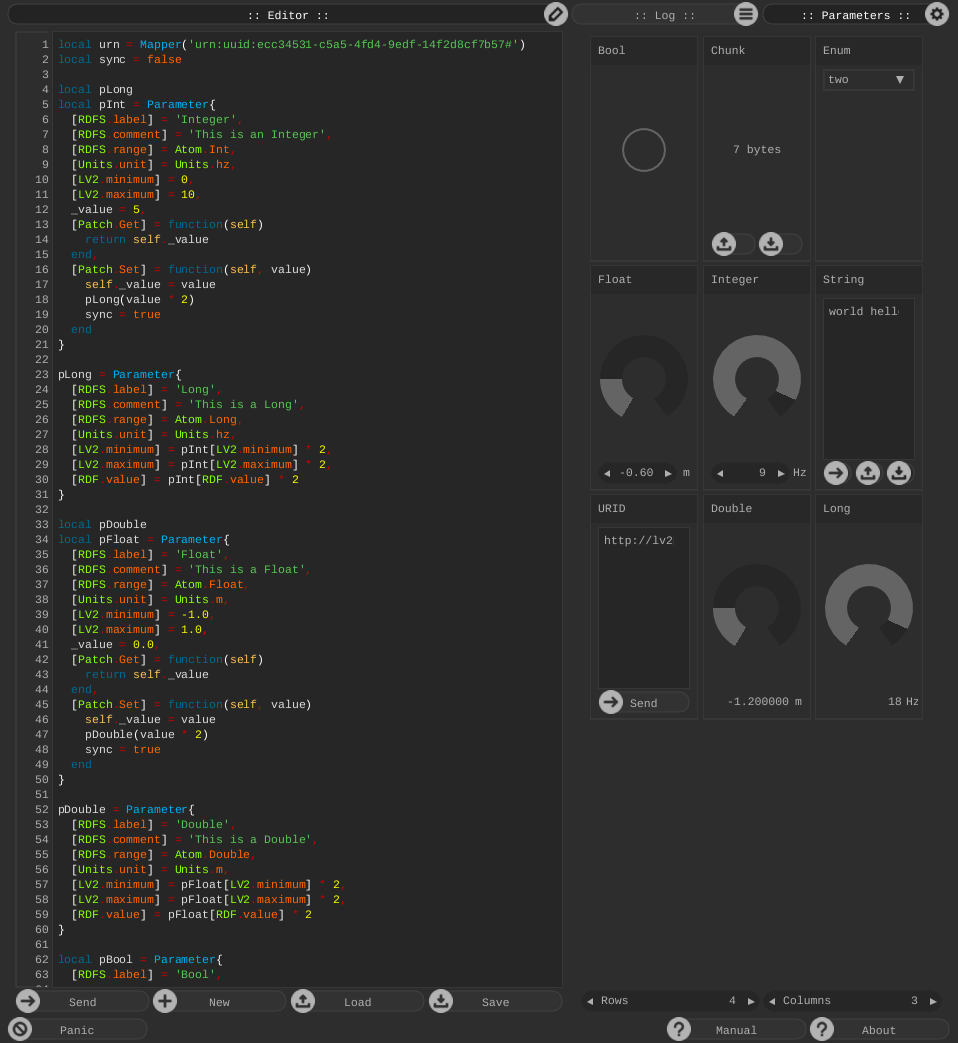 :: Editor ::
:: Log ::
:: Parameters ::
1 local urn = Mapper('urn:uuid:ecc34531-c5a5-4fd4-9edf-14f2d8cf7b57#')
2 local sync = false
3
4 local pLong
5 local pInt = Parameter{
6 [RDFS.label] = 'Integer',
7 [RDFS.comment] = 'This is an Integer',
8 [RDFS.range] = Atom.Int,
9 [Units.unit] = Units.hz,
10 [LV2.minimum] = 0,
11 [LV2.maximum] = 10,
12 _value = 5,
13 [Patch.Get] = function(self)
14 return self._value
15 end,
16 [Patch.Set] = function(self, value)
17 self._value = value
18 pLong(value * 2)
19 sync = true
20 end
21 }
22
23 pLong = Parameter{
24 [RDFS.label] = 'Long',
25 [RDFS.comment] = 'This is a Long',
26 [RDFS.range] = Atom.Long,
27 [Units.unit] = Units.hz,
28 [LV2.minimum] = pInt[LV2.minimum] * 2,
29 [LV2.maximum] = pInt[LV2.maximum] * 2,
30 [RDF.value] = pInt[RDF.value] * 2
31 }
32
33 local pDouble
34 local pFloat = Parameter{
35 [RDFS.label] = 'Float',
36 [RDFS.comment] = 'This is a Float',
37 [RDFS.range] = Atom.Float,
38 [Units.unit] = Units.m,
39 [LV2.minimum] = -1.0,
40 [LV2.maximum] = 1.0,
41 _value = 0.0,
42 [Patch.Get] = function(self)
43 return self._value
44 end,
45 [Patch.Set] = function(self, value)
46 self._value = value
47 pDouble(value * 2)
48 sync = true
49 end
50 }
51
52 pDouble = Parameter{
53 [RDFS.label] = 'Double',
54 [RDFS.comment] = 'This is a Double',
55 [RDFS.range] = Atom.Double,
56 [Units.unit] = Units.m,
57 [LV2.minimum] = pFloat[LV2.minimum] * 2,
58 [LV2.maximum] = pFloat[LV2.maximum] * 2,
59 [RDF.value] = pFloat[RDF.value] * 2
60 }
61
62 local pBool = Parameter{
63 [RDFS.label] = 'Bool',
Send
New
Load
Save
Panic
Bool
Chunk
7 bytes
Enum
two
Float
-0.60 m
Integer
9 Hz
String
world hell
URID
http://lv2
Send
Double
-1.200000 m
Long
18 Hz
Rows 4
Columns 3
Manual
About